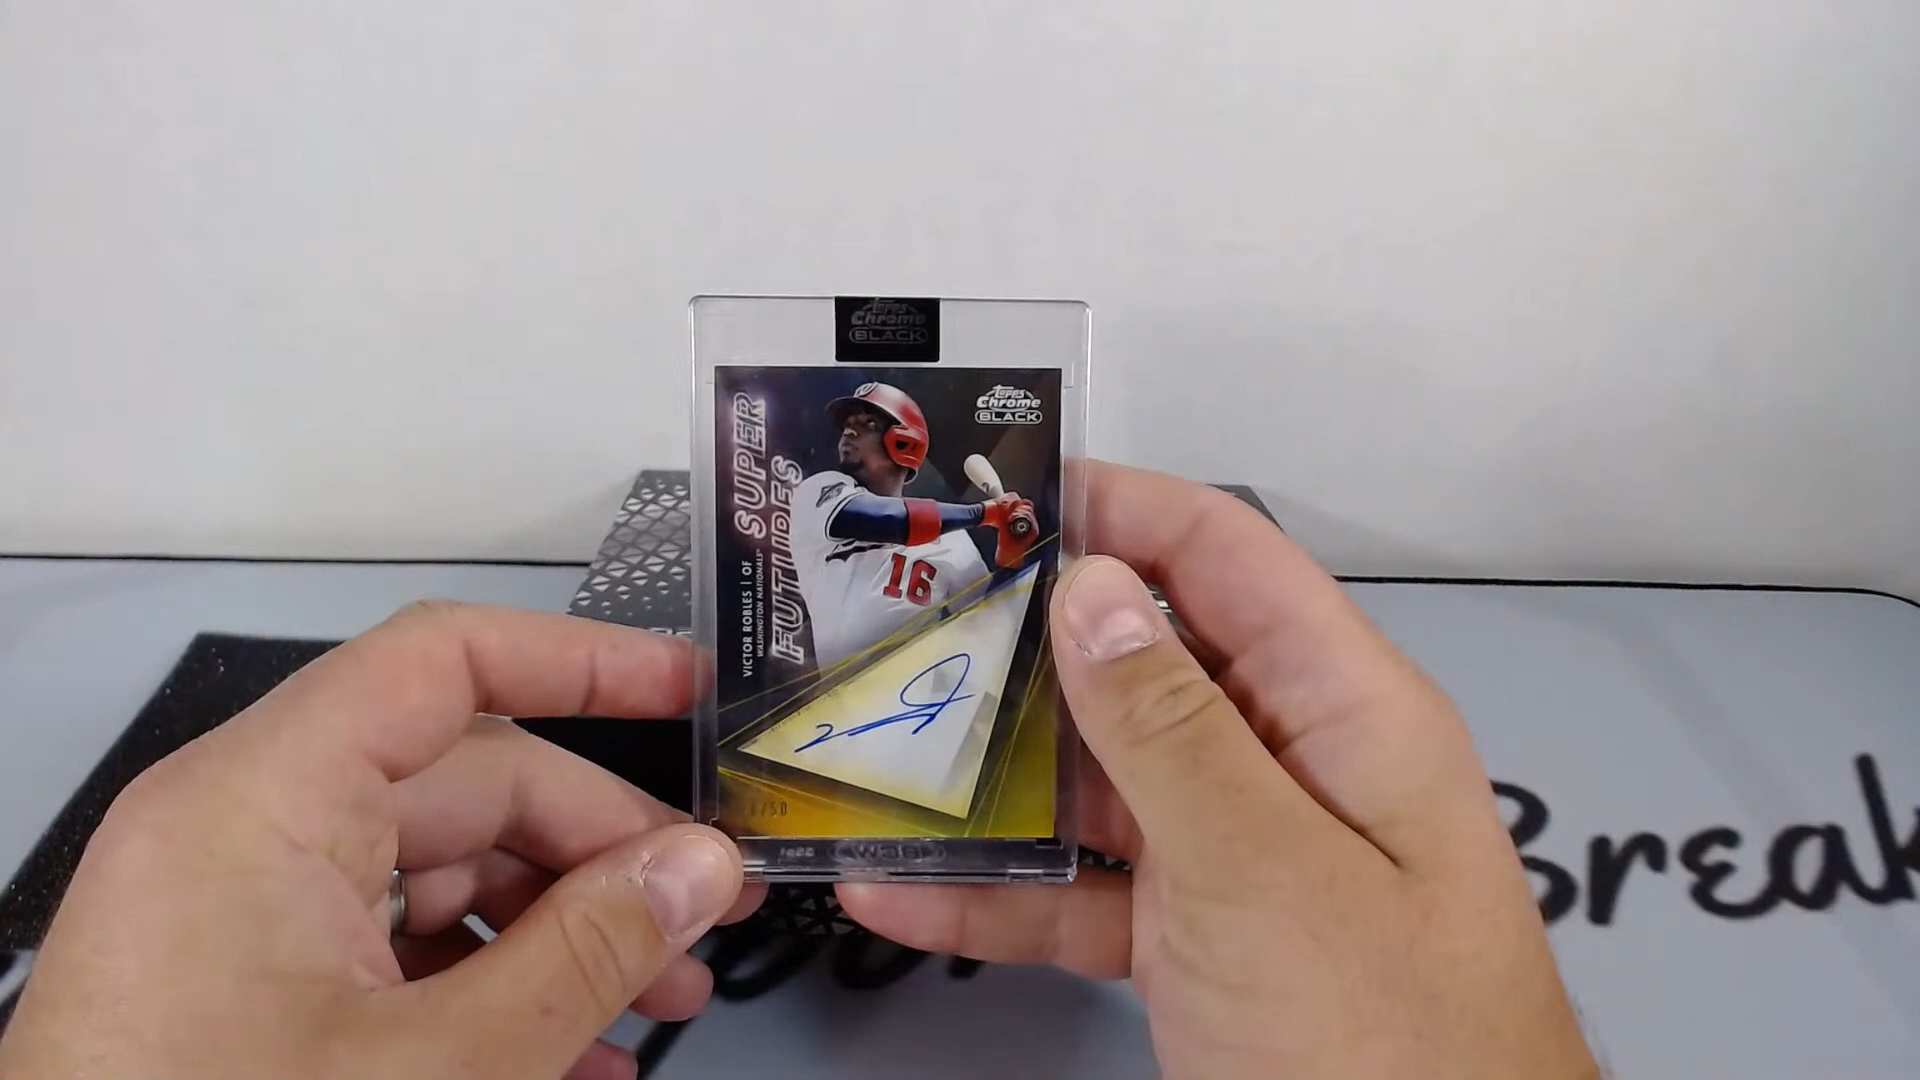 Topps
Chrome
BLACK
Topps
Chrome
BLACK
SUPER
FUTURES
VICTOR ROBLES | OF
WASHINGTON NATIONALS
16
/50
Break